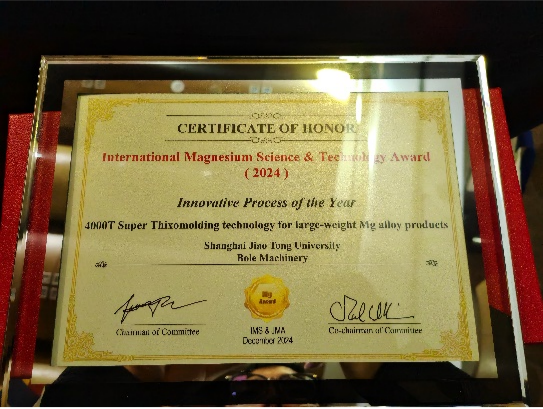 CERTIFICATE OF HONOR
International Magnesium Science & Technology Award
( 2024 )
Innovative Process of the Year
4000T Super Thixomolding technology for large-weight Mg alloy products
Shanghai Jiao Tong University
Bole Machinery
Mg
Award
Chairman of Committee
IMS & JMA
December 2024
Co-chairman of Committee